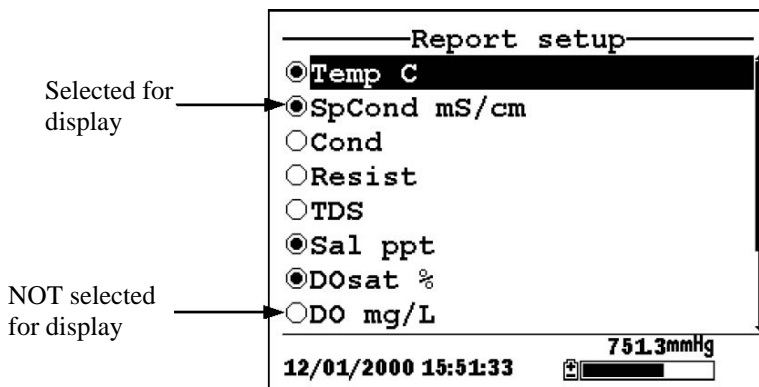 Report setup
Temp C
Selected for
display
SpCond mS/cm
Cond
Resist
TDS
Sal ppt
DOsat %
NOT selected
for display
DO mg/L
751.3mmHg
12/01/2000 15:51:33